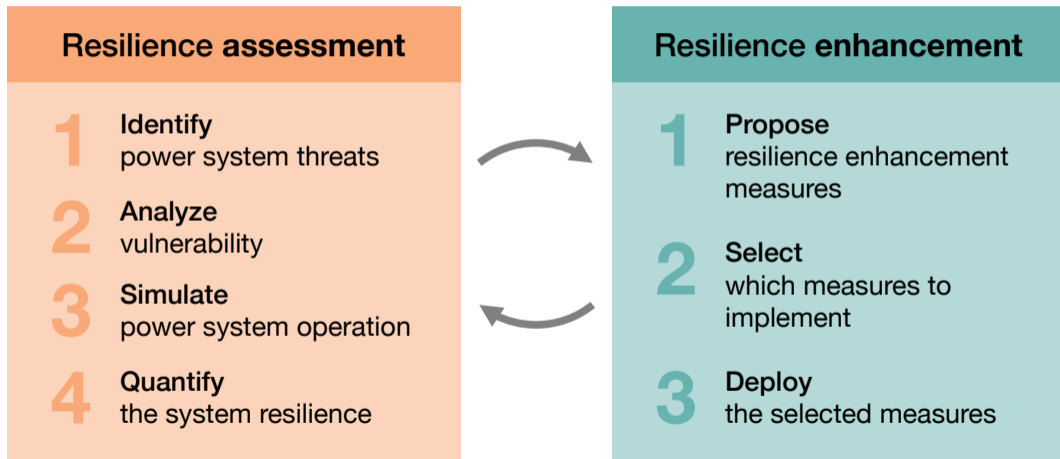 Resilience assessment
1 Identify
power system threats
2 Analyze
vulnerability
3 Simulate
power system operation
4 Quantify
the system resilience
Resilience enhancement
1 Propose
resilience enhancement
measures
2 Select
which measures to
implement
3 Deploy
the selected measures